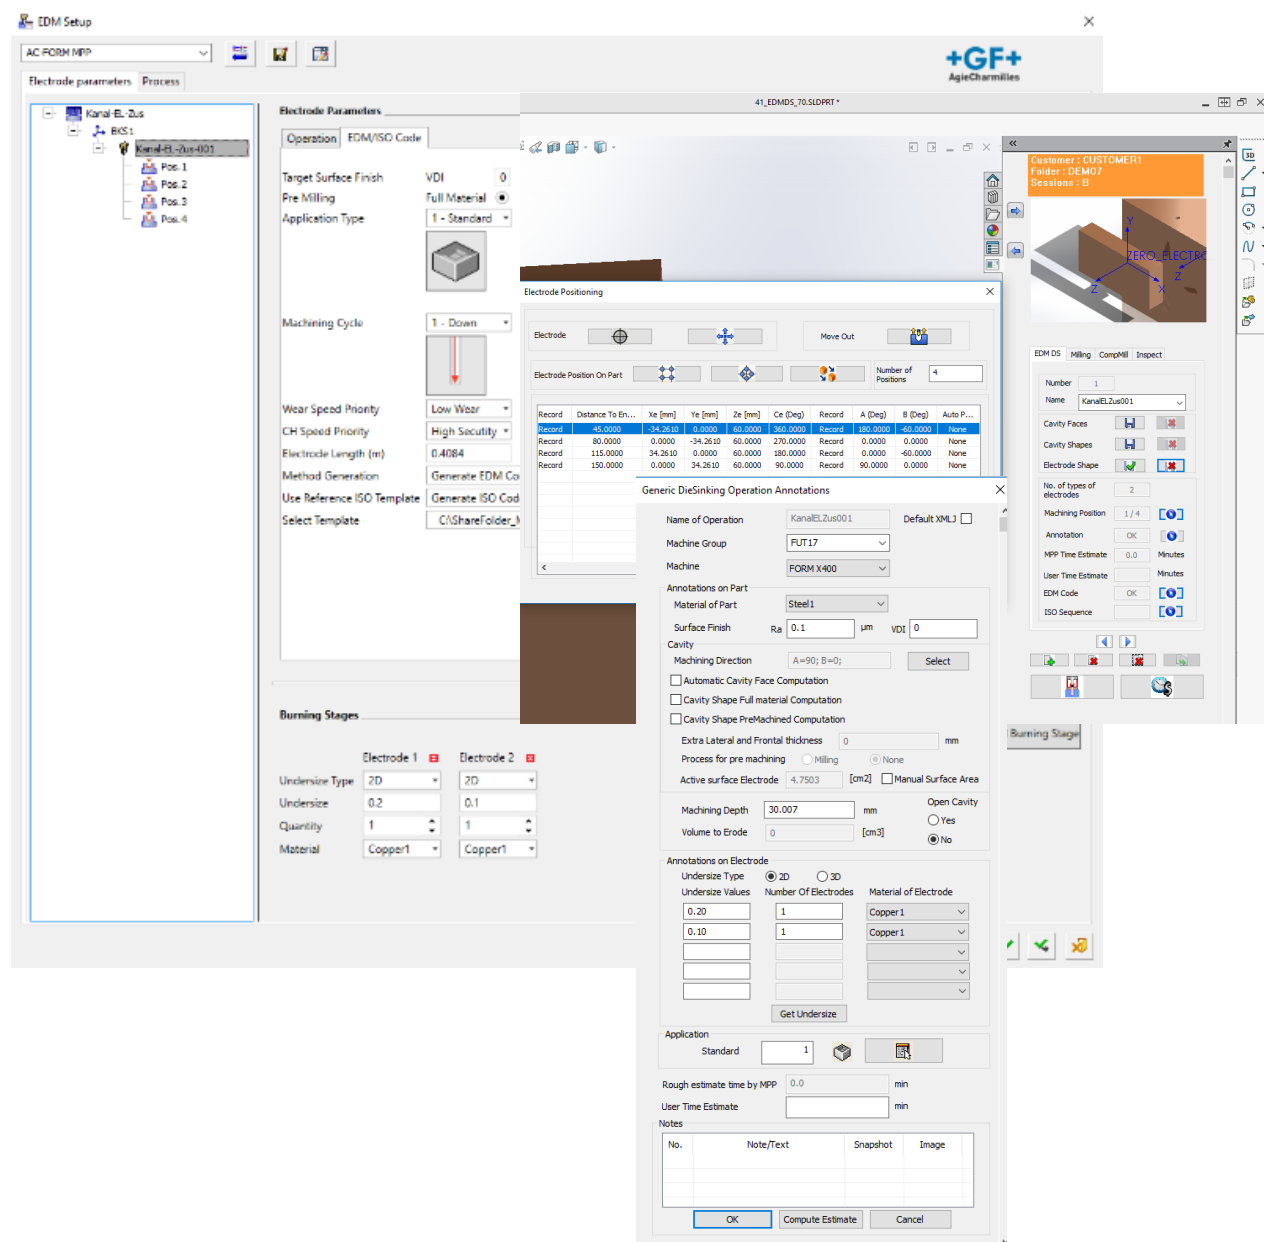 EDM Setup
AC-FORM MPP
+GF+
AgieCharmilles
Electrode parameters Process
Kanal-EL-Zus
BKS1
Kanal-EL-Zus-001
Pos. 1
Pos. 2
Pos. 3
Pos. 4
Electrode Parameters
Operation EDM/ISO Code
Target Surface Finish VDI 0
Pre Milling Full Material
Application Type 1 - Standard
Machining Cycle 1 - Down
Wear Speed Priority Low Wear
CH Speed Priority High Secutity
Electrode Length (m) 0.4084
Method Generation Generate EDM Co
Use Reference ISO Template Generate ISO Cod
Select Template C:\ShareFolder_M
Burning Stages
Electrode 1 Electrode 2
Undersize Type 2D 2D
Undersize 0.2 0.1
Quantity 1 1
Material Copper1 Copper1
Burning Stage
41_EDMDS_70.SLDPRT *
Customer : CUSTOMER1
Folder : DEMO7
Sessions : B
3D
Y
ZERO_ELECTRO
Z
Z X
EDM DS Milling CompMill Inspect
Number 1
Name KanalELZus001
Cavity Faces
Cavity Shapes
Electrode Shape
No. of types of
electrodes 2
Machining Position 1 / 4
Annotation OK
MPP Time Estimate 0.0 Minutes
User Time Estimate Minutes
EDM Code OK
ISO Sequence
Electrode Positioning
Electrode Move Out
Electrode Position On Part Number of
Positions 4
Record Distance To En... Xe [mm] Ye [mm] Ze [mm] Ce (Deg) Record A (Deg) B (Deg) Auto P...
Record 45.0000 -34.2610 0.0000 60.0000 360.0000 Record 180.0000 -60.0000 None
Record 80.0000 0.0000 -34.2610 60.0000 270.0000 Record 0.0000 0.0000 None
Record 115.0000 34.2610 0.0000 60.0000 180.0000 Record 0.0000 -60.0000 None
Record 150.0000 0.0000 34.2610 60.0000 90.0000 Record 90.0000 0.0000 None
Generic DieSinking Operation Annotations
Name of Operation KanalELZus001 Default XMLJ
Machine Group FUT17
Machine FORM X400
Annotations on Part
Material of Part Steel1
Surface Finish Ra 0.1 µm VDI 0
Cavity
Machining Direction A=90; B=0; Select
Automatic Cavity Face Computation
Cavity Shape Full material Computation
Cavity Shape PreMachined Computation
Extra Lateral and Frontal thickness 0 mm
Process for pre machining Milling None
Active surface Electrode 4.7503 [cm2] Manual Surface Area
Machining Depth 30.007 mm Open Cavity
Yes
Volume to Erode 0 [cm3]
No
Annotations on Electrode
Undersize Type 2D 3D
Undersize Values Number Of Electrodes Material of Electrode
0.20 1 Copper1
0.10 1 Copper1
Get Undersize
Application
Standard 1
Rough estimate time by MPP 0.0 min
User Time Estimate min
Notes
No. Note/Text Snapshot Image
OK Compute Estimate Cancel